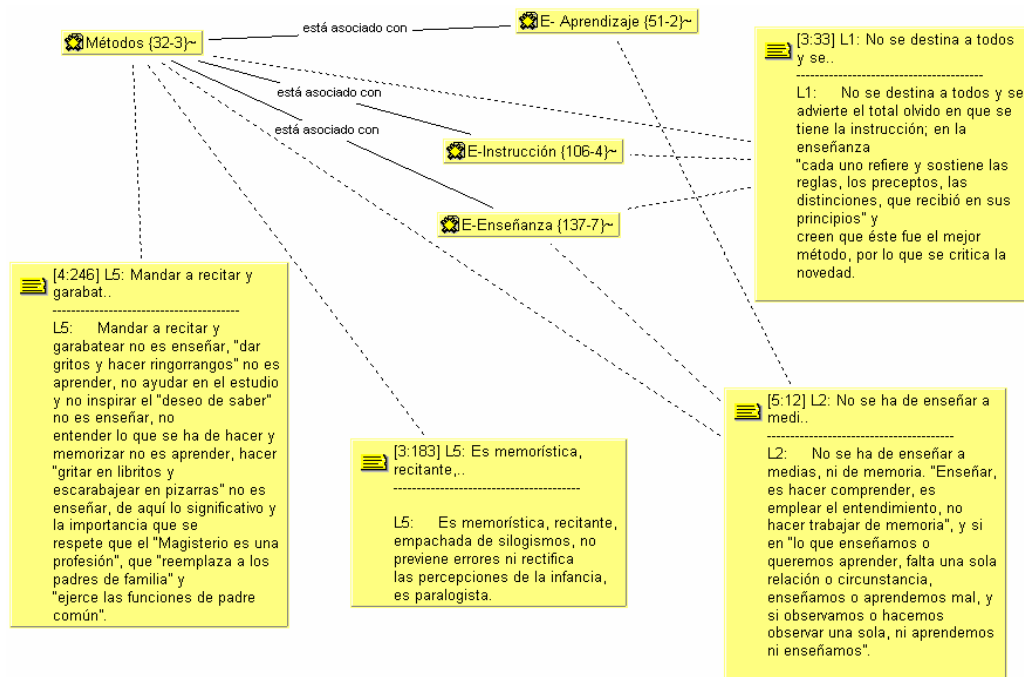 Métodos {32-3}~
está asociado con
E- Aprendizaje {51-2}~
está asociado con
E-Instrucción {106-4}~
está asociado con
E-Enseñanza {137-7}~
[3:33] L1: No se destina a todos
y se..
L1: No se destina a todos y se
advierte el total olvido en que se
tiene la instrucción; en la
enseñanza
"cada uno refiere y sostiene las
reglas, los preceptos, las
distinciones, que recibió en sus
principios" y
creen que éste fue el mejor
método, por lo que se critica la
novedad.
[4:246] L5: Mandar a recitar y
garabat..
L5: Mandar a recitar y
garabatear no es enseñar, "dar
gritos y hacer ringorrangos" no es
aprender, no ayudar en el estudio
y no inspirar el "deseo de saber"
no es enseñar, no
entender lo que se ha de hacer y
memorizar no es aprender, hacer
"gritar en libritos y
escarabajear en pizarras" no es
enseñar, de aquí lo significativo y
la importancia que se
respete que el "Magisterio es una
profesión", que "reemplaza a los
padres de familia" y
"ejerce las funciones de padre
común".
[3:183] L5: Es memorística,
recitante,..
L5: Es memorística, recitante,
empachada de silogismos, no
previene errores ni rectifica
las percepciones de la infancia,
es paralogista.
[5:12] L2: No se ha de enseñar a
medi..
L2: No se ha de enseñar a
medias, ni de memoria. "Enseñar,
es hacer comprender, es
emplear el entendimiento, no
hacer trabajar de memoria", y si
en "lo que enseñamos o
queremos aprender, falta una sola
relación o circunstancia,
enseñamos o aprendemos mal, y
si observamos o hacemos
observar una sola, ni aprendemos
ni enseñamos".